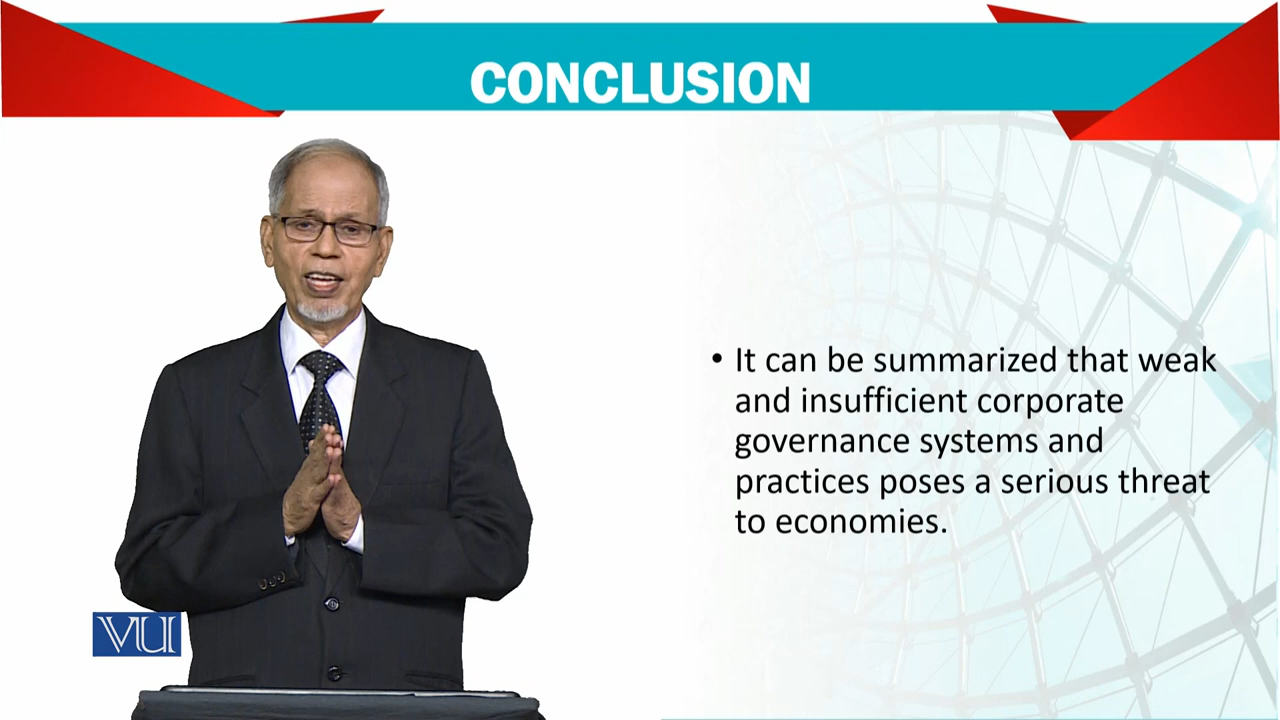 CONCLUSION
• It can be summarized that weak
and insufficient corporate
governance systems and
practices poses a serious threat
to economies.
VU